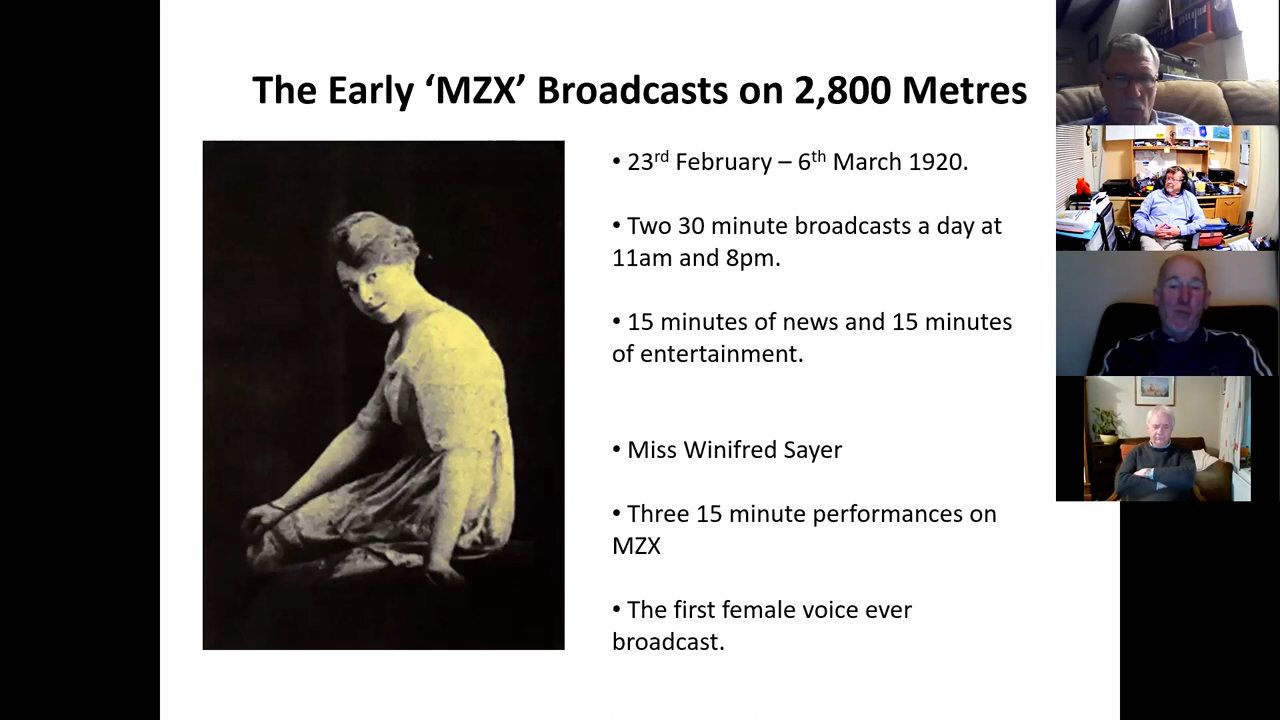 The Early ‘MZX’ Broadcasts on 2,800 Metres
• 23rd February – 6th March 1920.
• Two 30 minute broadcasts a day at
11am and 8pm.
• 15 minutes of news and 15 minutes
of entertainment.
• Miss Winifred Sayer
• Three 15 minute performances on
MZX
• The first female voice ever
broadcast.